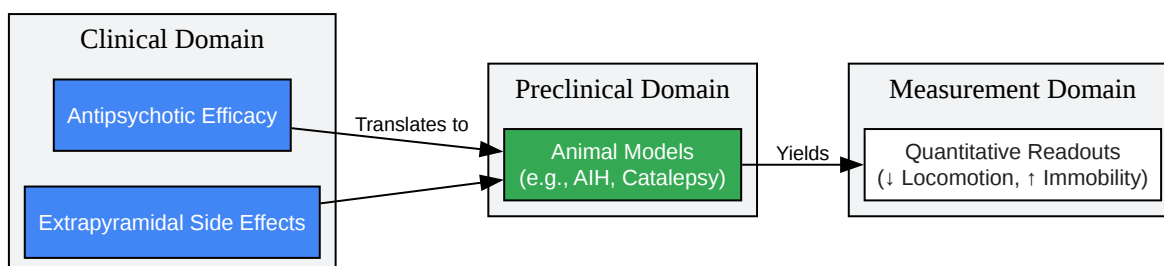 Clinical Domain
Antipsychotic Efficacy
Extrapyramidal Side Effects
Translates to
Preclinical Domain
Animal Models
(e.g., AIH, Catalepsy)
Yields
Measurement Domain
Quantitative Readouts
(↓ Locomotion, ↑ Immobility)